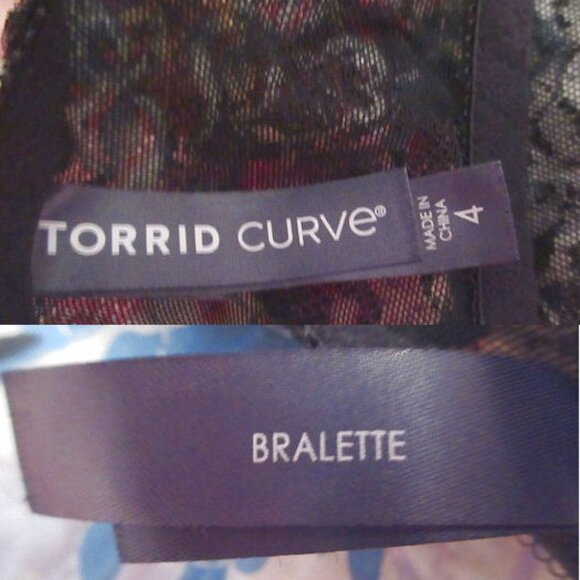 TORRID CURVe®
MADE IN
CHINA
4
BRALETTE